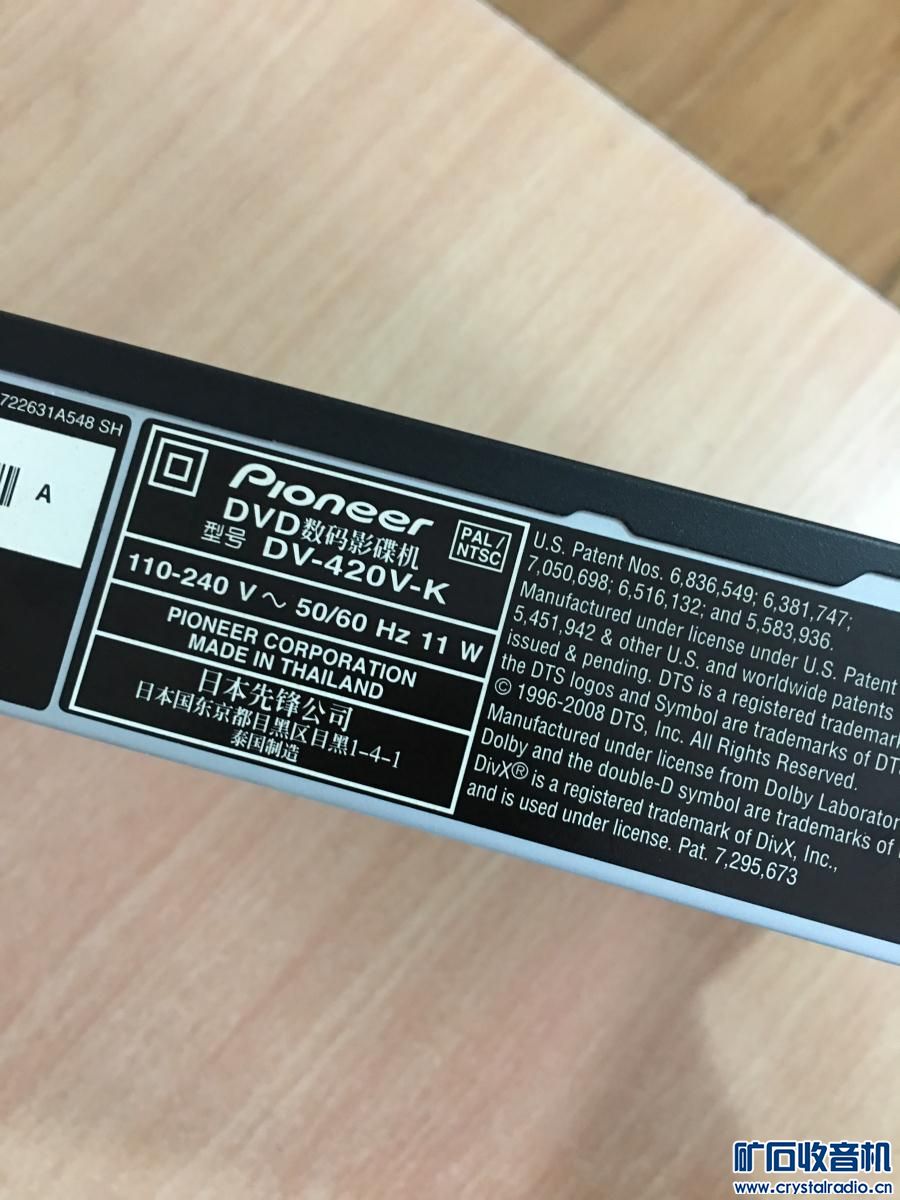 722631A548 SH
A
Pioneer
DVD数码影碟机
型号 DV-420V-K
PAL/
NTSC
110-240 V ~ 50/60 Hz 11 W
PIONEER CORPORATION
MADE IN THAILAND
日本先锋公司
日本国东京都目黑区目黑1-4-1
泰国制造
U.S. Patent Nos. 6,836,549; 6,381,747;
7,050,698; 6,516,132; and 5,583,936.
Manufactured under license under U.S. Patent
5,451,942 & other U.S. and worldwide patents
issued & pending. DTS is a registered trademark
the DTS logos and Symbol are trademarks of DTS
© 1996-2008 DTS, Inc. All Rights Reserved.
Manufactured under license from Dolby Laborator
Dolby and the double-D symbol are trademarks of
DivX® is a registered trademark of DivX, Inc.,
and is used under license. Pat. 7,295,673
矿石收音机
www.crystalradio.cn